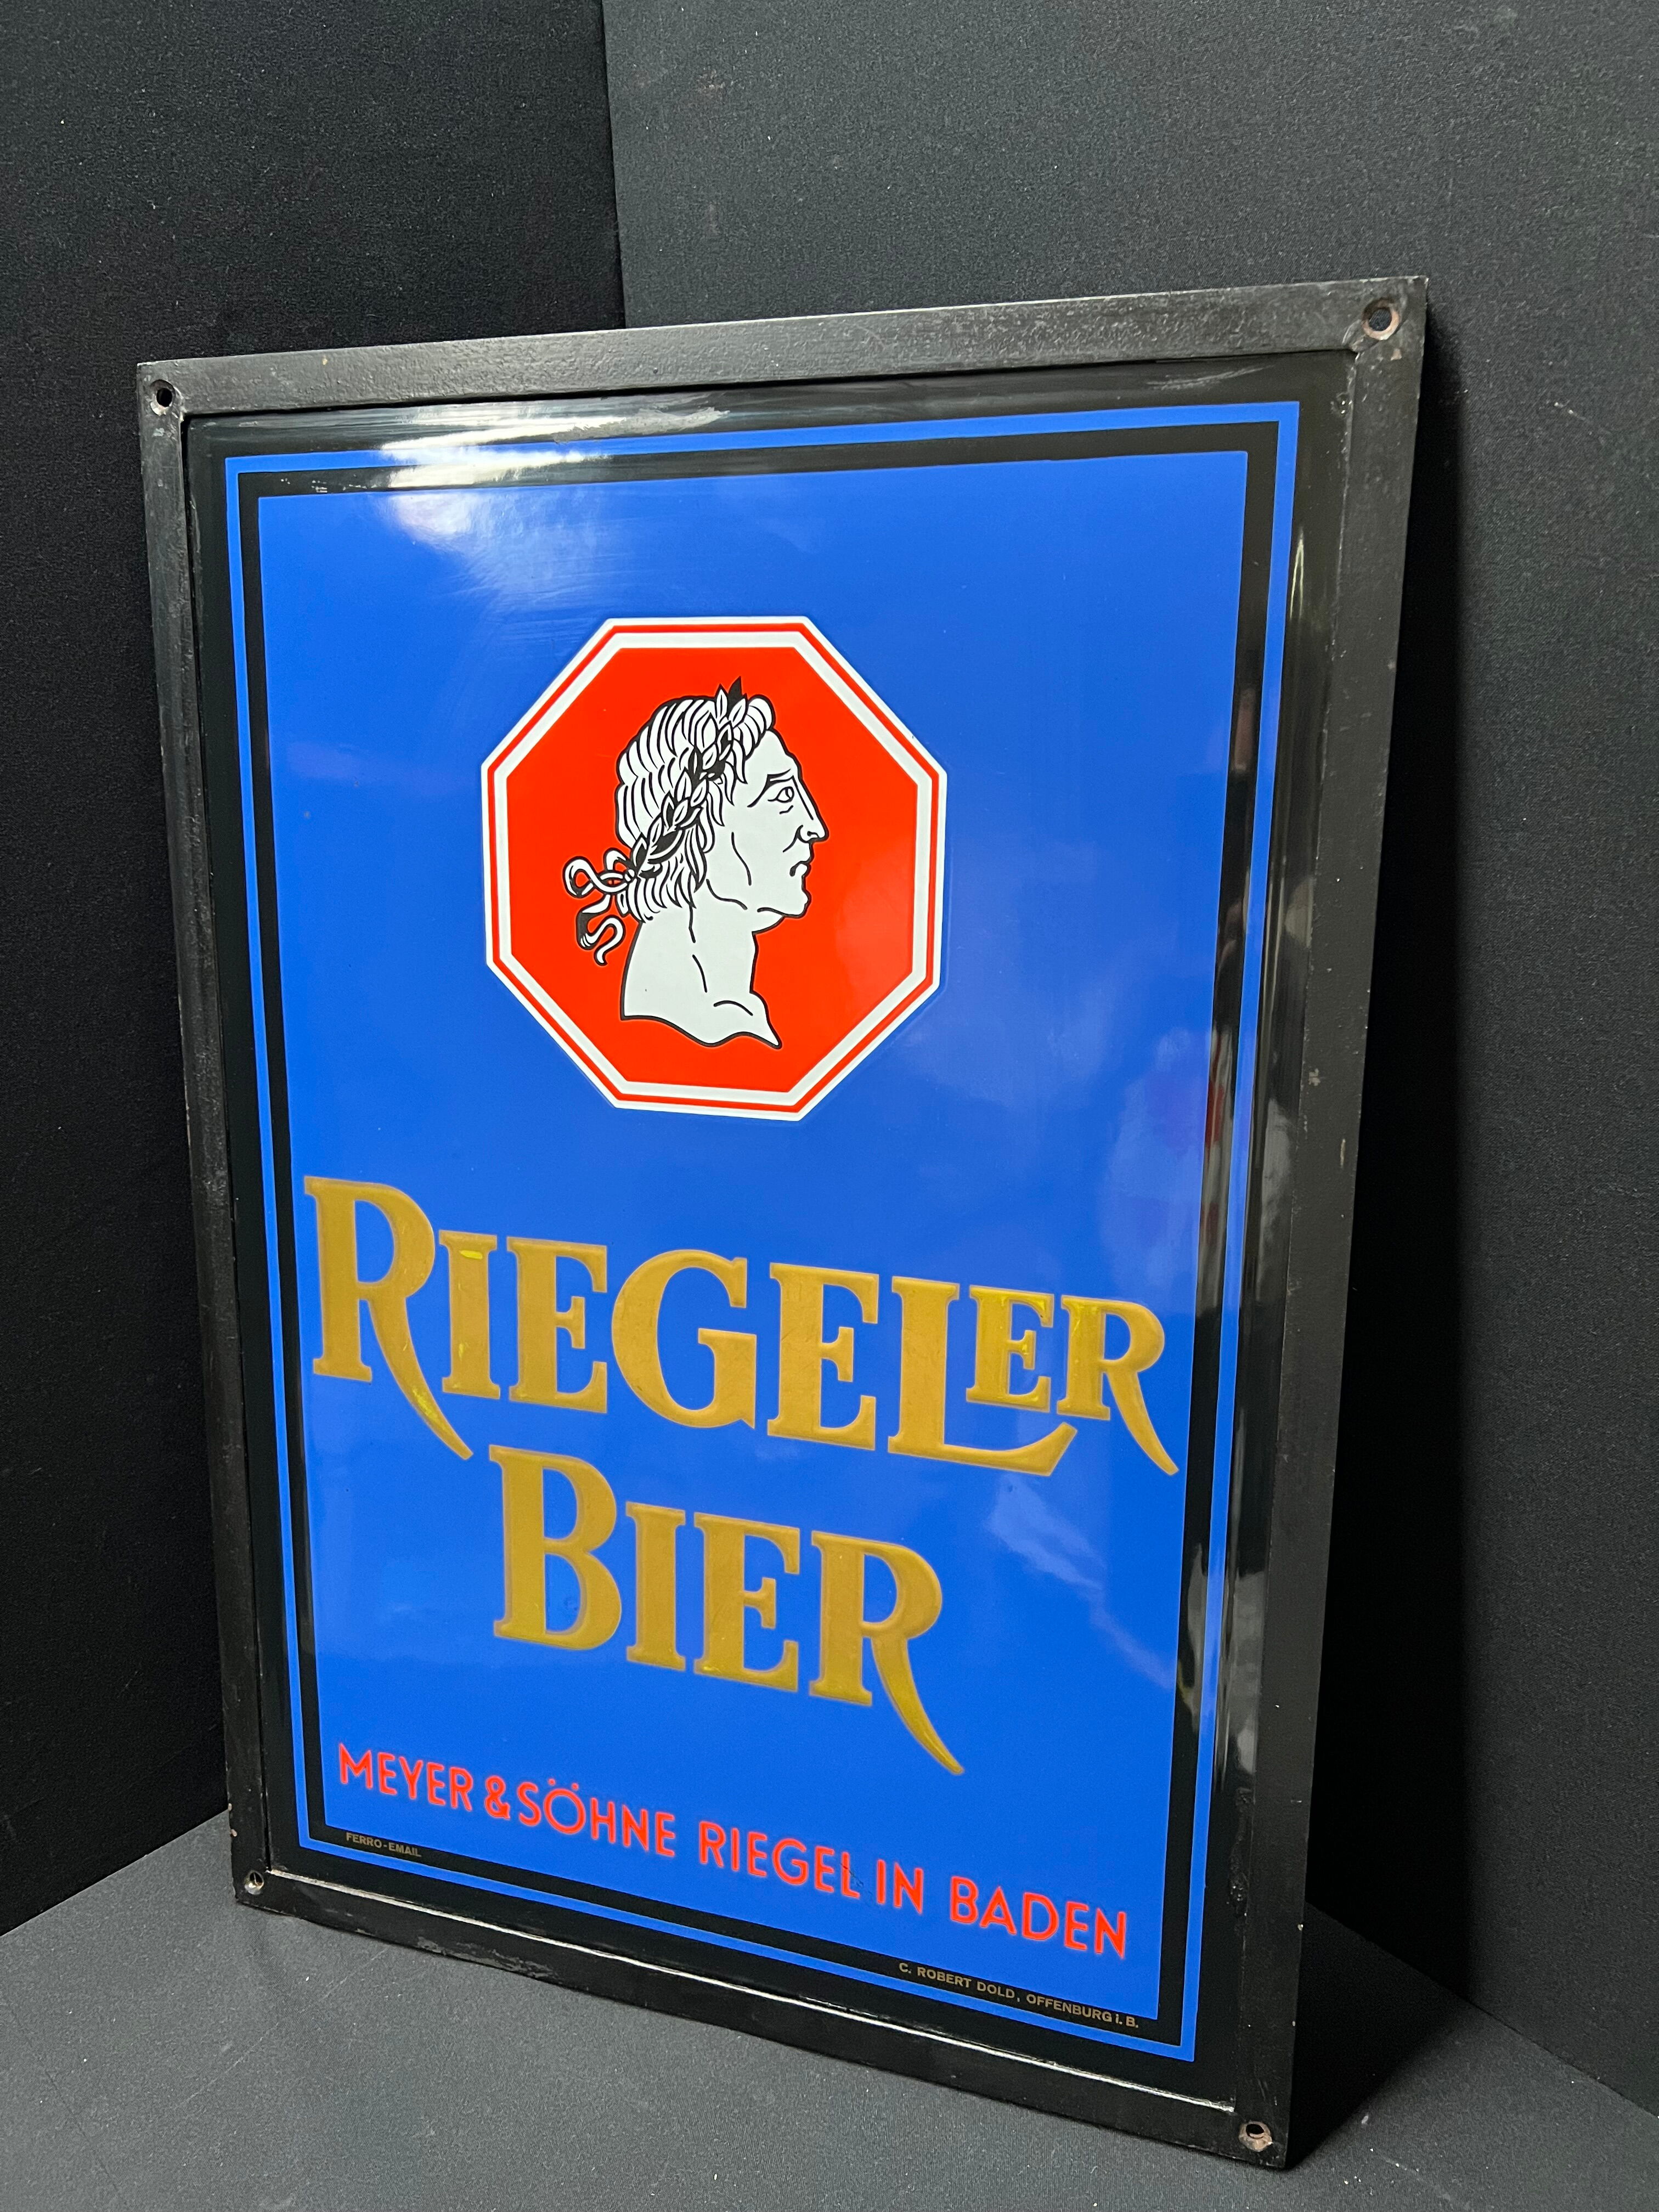 RIEGELER
BIER
MEYER & SÖHNE RIEGEL IN BADEN
FERRO-EMAIL
C. ROBERT DOLD, OFFENBURG i. B.